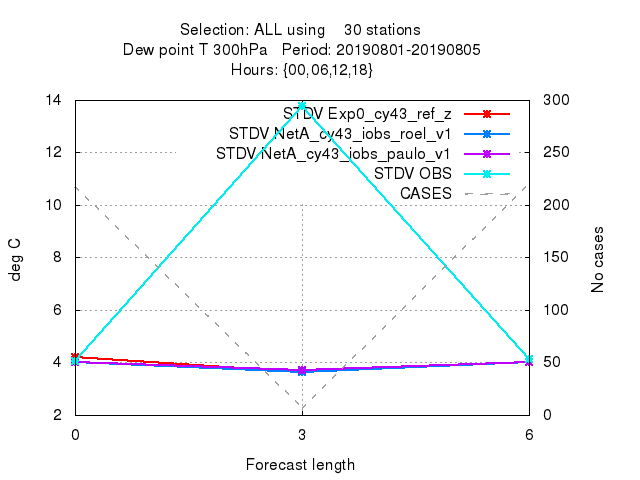 Selection: ALL using 30 stations
Dew point T 300hPa Period: 20190801-20190805
Hours: {00,06,12,18}
14 300
STDV Exp0_cy43_ref_z
STDV NetA_cy43_iobs_roel_v1
12 250
STDV NetA_cy43_iobs_paulo_v1
STDV OBS
CASES
10 200
deg C
No cases
8 150
6 100
4 50
2 0
0 3 6
Forecast length